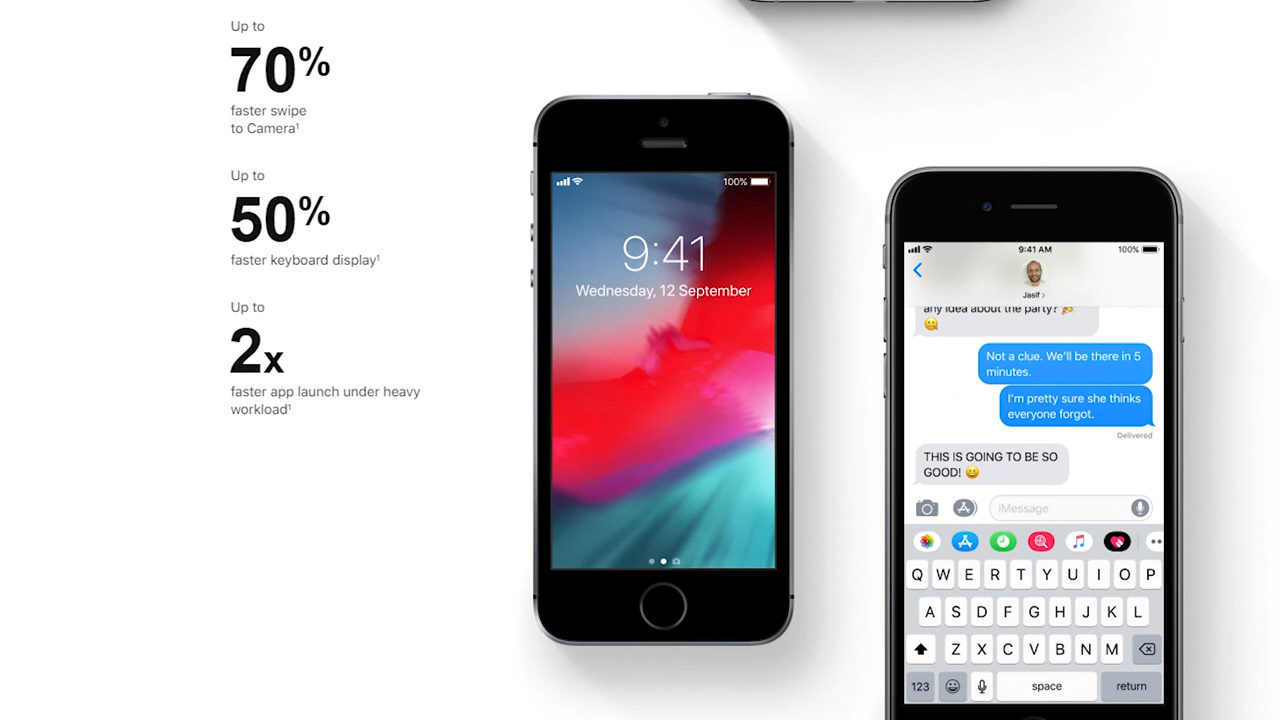 Up to
70%
faster swipe
to Camera¹
Up to
50%
faster keyboard display¹
Up to
2x
faster app launch under heavy
workload¹
100%
9:41
Wednesday, 12 September
9:41 AM
100%
Jasif >
any idea about the party? 🎉
🤐
Not a clue. We'll be there in 5
minutes.
I'm pretty sure she thinks
everyone forgot.
Delivered
THIS IS GOING TO BE SO
GOOD! 😆
iMessage
Q W E R T Y U I O P
A S D F G H J K L
Z X C V B N M
123 space return